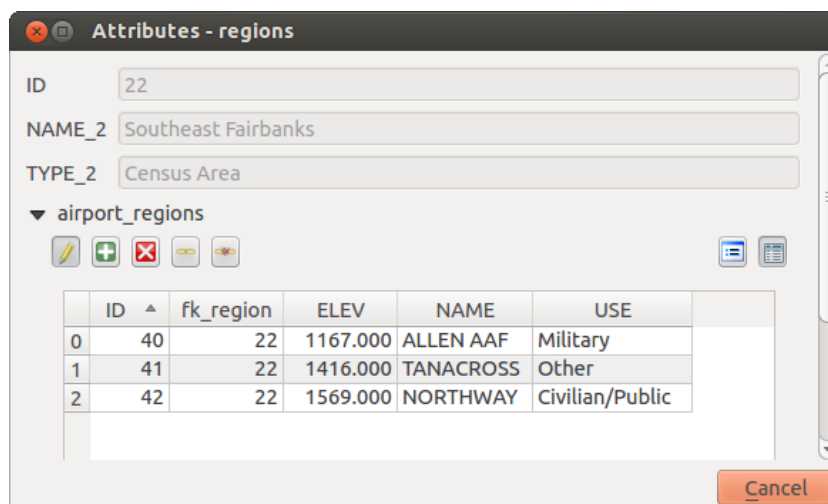 Attributes - regions
ID 22
NAME_2 Southeast Fairbanks
TYPE_2 Census Area
airport_regions
ID fk_region ELEV NAME USE
0 40 22 1167.000 ALLEN AAF Military
1 41 22 1416.000 TANACROSS Other
2 42 22 1569.000 NORTHWAY Civilian/Public
Cancel